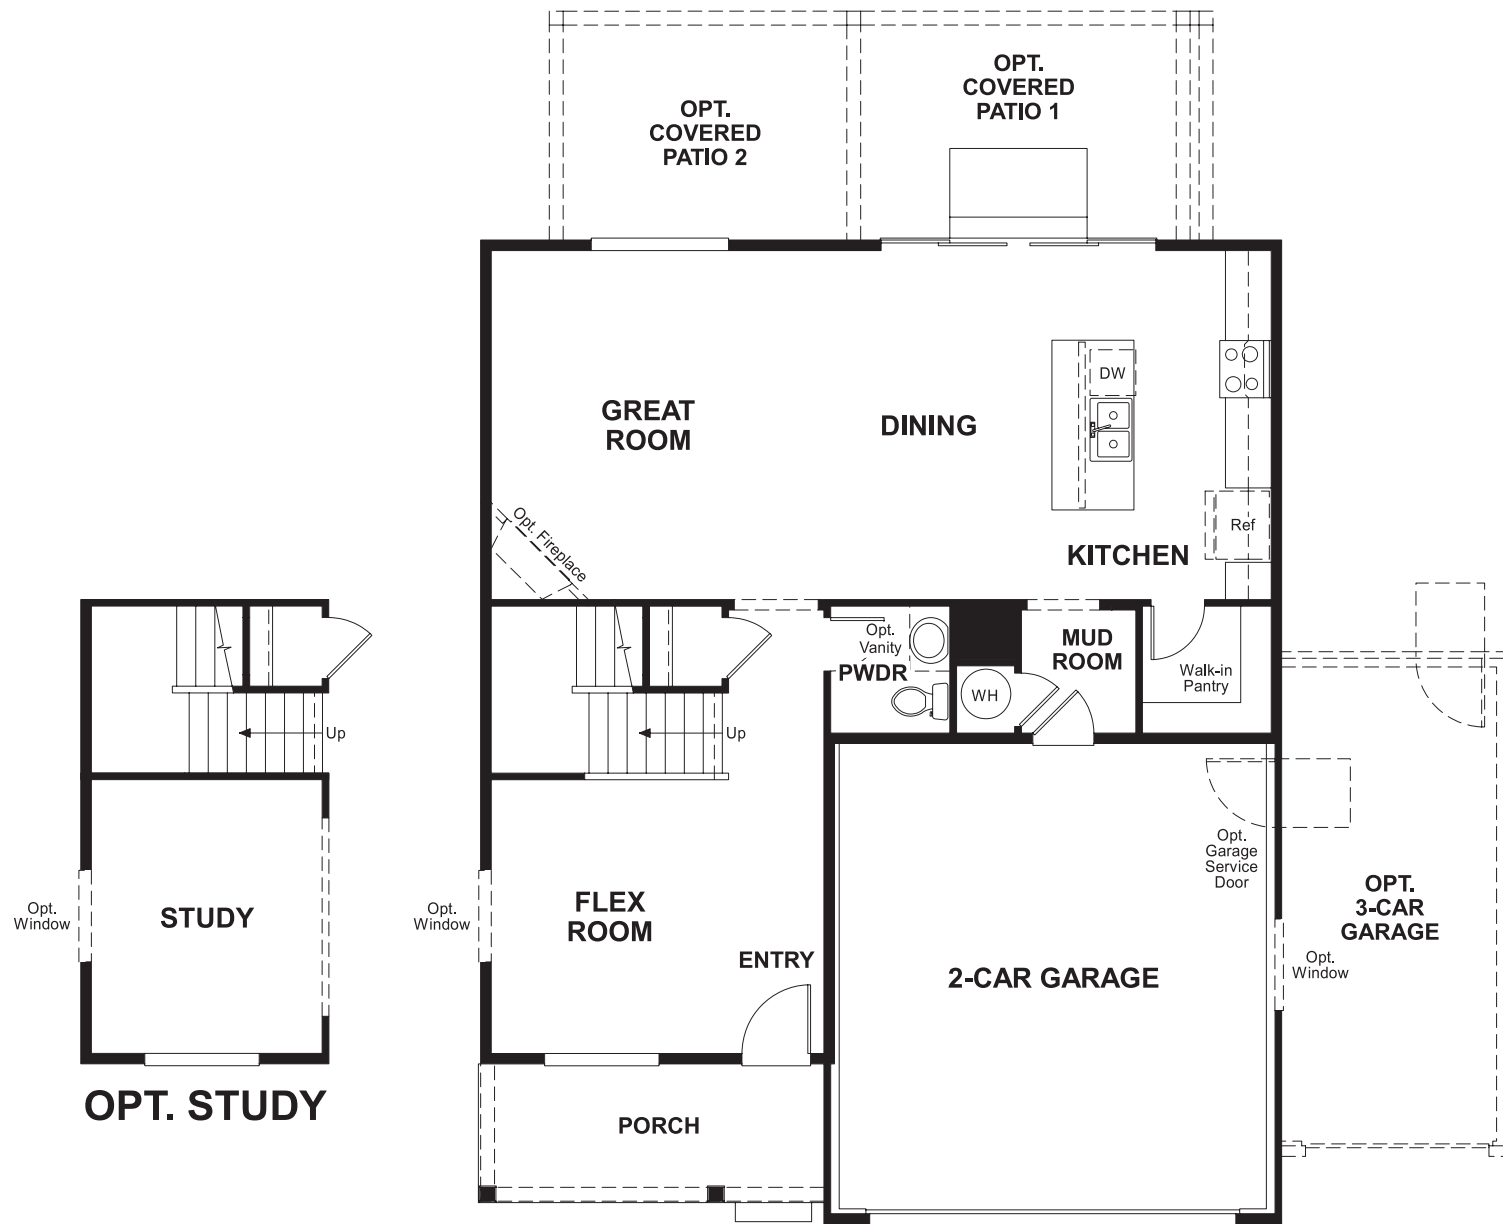 OPT.
COVERED
PATIO 2
OPT.
COVERED
PATIO 1
GREAT
ROOM
DINING
DW
Ref
KITCHEN
Opt. Fireplace
Opt.
Vanity
PWDR
WH
MUD
ROOM
Walk-in
Pantry
Up
Up
Opt.
Window
STUDY
OPT. STUDY
Opt.
Window
FLEX
ROOM
ENTRY
PORCH
2-CAR GARAGE
Opt.
Garage
Service
Door
Opt.
Window
OPT.
3-CAR
GARAGE